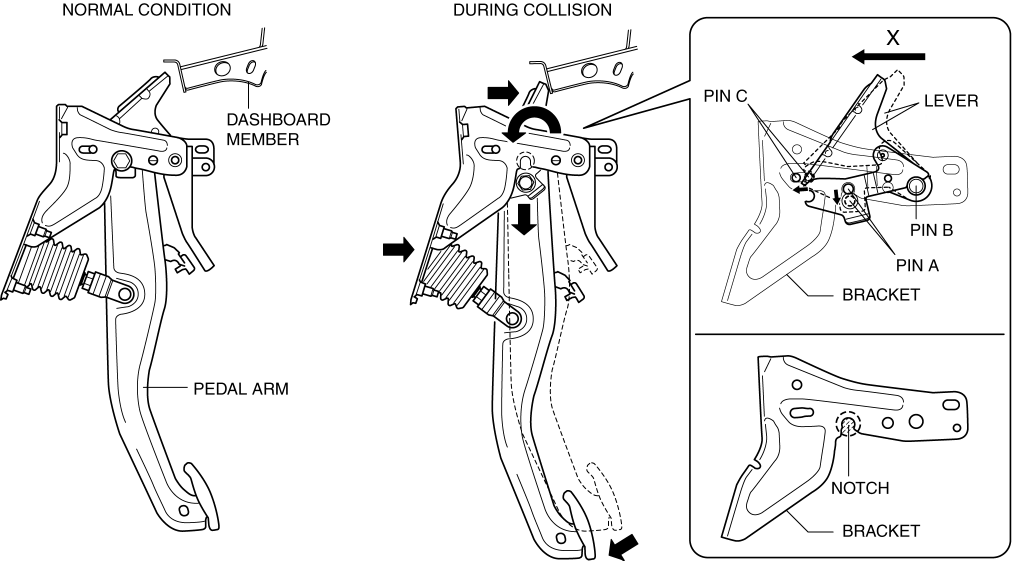 NORMAL CONDITION
DURING COLLISION
DASHBOARD
MEMBER
PEDAL ARM
X
PIN C
LEVER
PIN B
PIN A
BRACKET
NOTCH
BRACKET